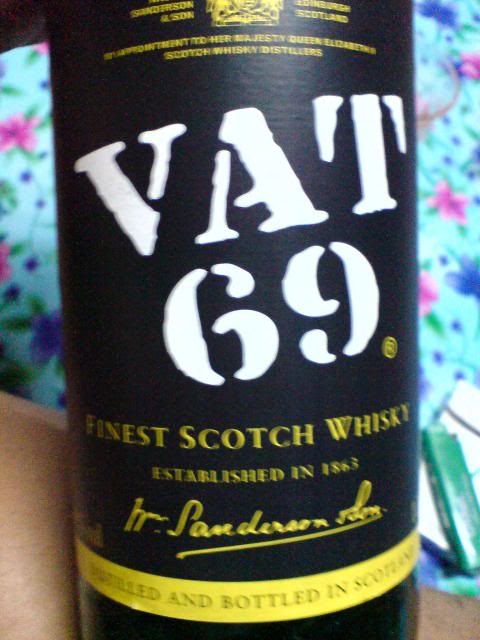 SANDERSON
& SON
EDINBURGH
SCOTLAND
BY APPOINTMENT TO HER MAJESTY QUEEN ELIZABETH
SCOTCH WHISKY DISTILLERS
VAT
69
®
FINEST SCOTCH WHISKY
ESTABLISHED IN 1863
Wm. Sanderson & Son.
DISTILLED AND BOTTLED IN SCOTLAND